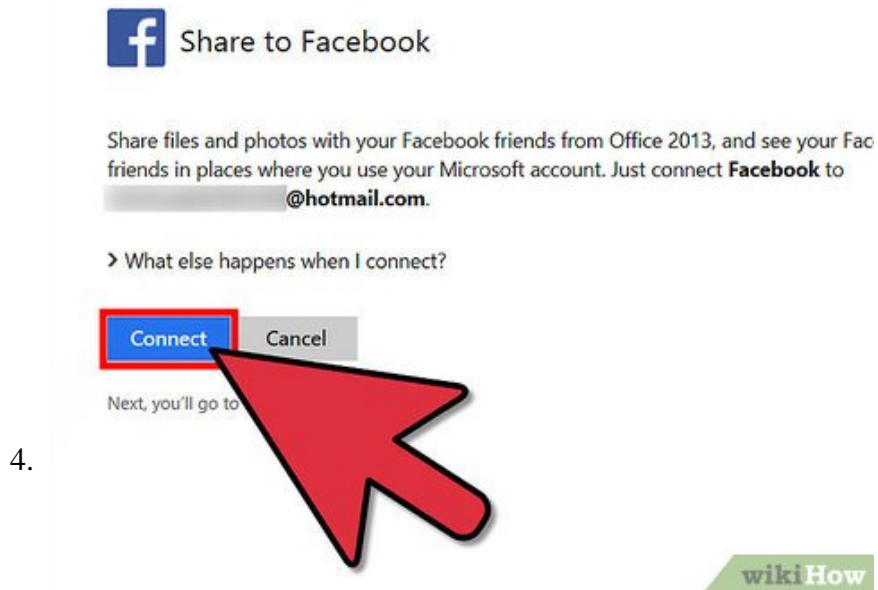 Share to Facebook
Share files and photos with your Facebook friends from Office 2013, and see your
friends in places where you use your Microsoft account. Just connect Facebook to
@hotmail.com.
> What else happens when I connect?
Connect Cancel
Next, you'll go to
4.
wikiHow